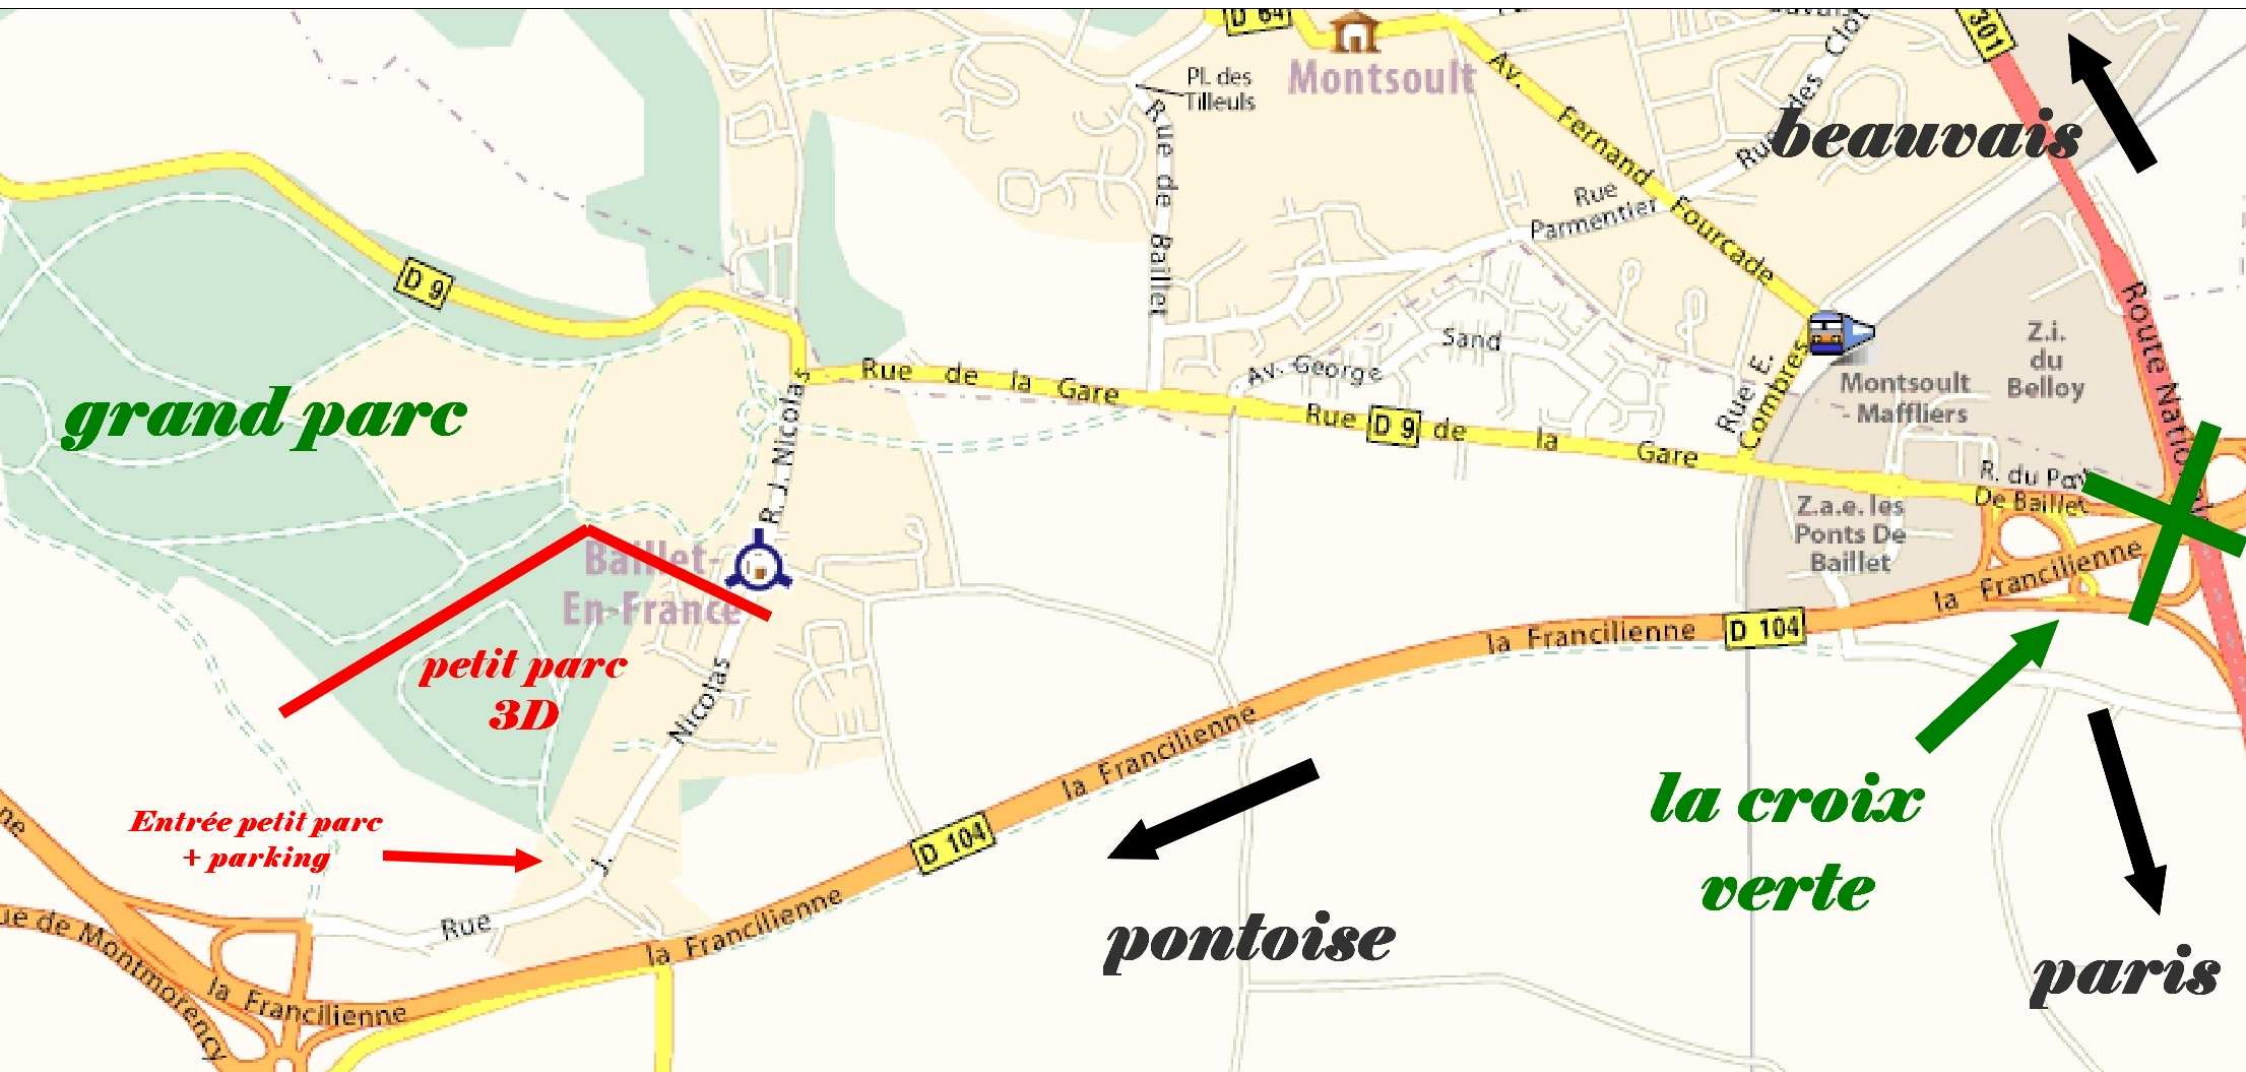 D 64
301
Montsoult
Pl. des
Tilleuls
Av. Fernand Fourcade
beauvais
Rue de Baillet
Rue
Parmentier
D 9
Route Natio
Z.i.
du
Belloy
Sand
Av. George
Rue E.
Combres
Montsoult
- Maffliers
Rue de la Gare
Rue D 9 de la Gare
grand parc
R. J. Nicolas
R. du Pav
De Baillet
Z.a.e. les
Ponts De
Baillet
Baillet-
En-France
la Francilienne
D 104
la Francilienne
petit parc
3D
Nicolas
la Francilienne
la croix
verte
Entrée petit parc
+ parking
D 104
J.
Rue
la Francilienne
pontoise
paris
ne
ue de Montmorency
la Francilienne